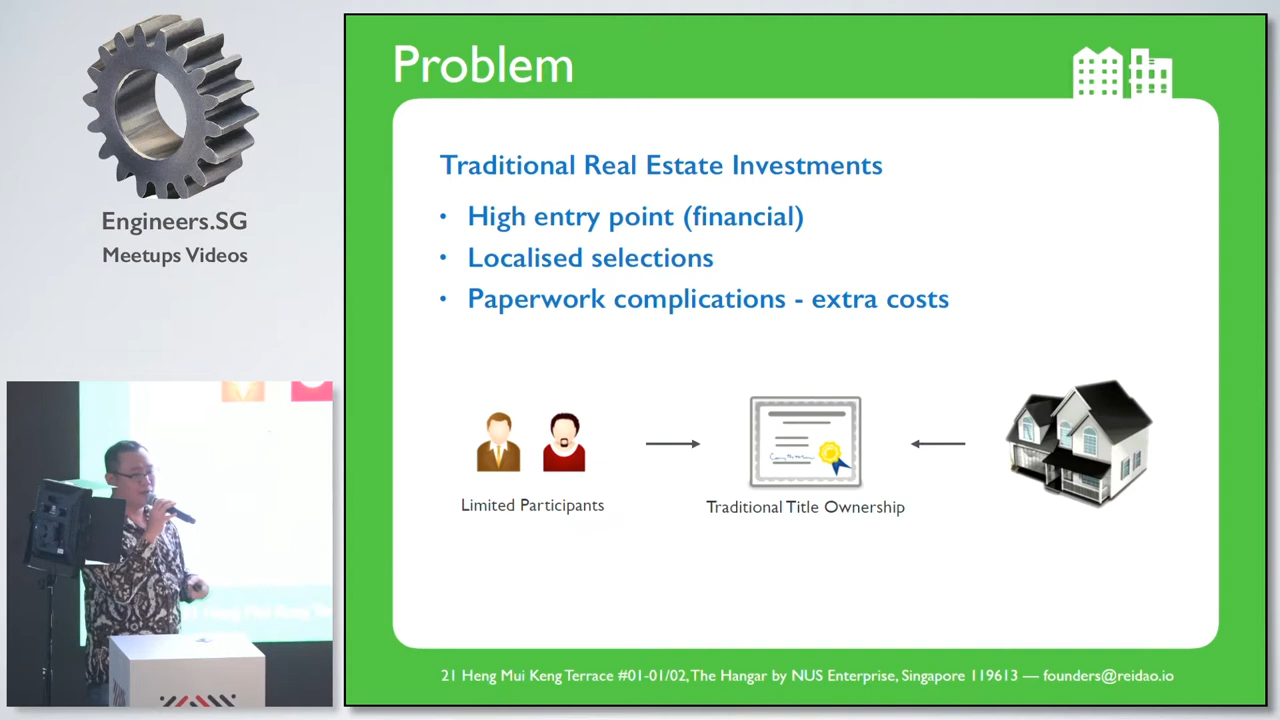 Engineers.SG
Meetups Videos
Problem
Traditional Real Estate Investments
• High entry point (financial)
• Localised selections
• Paperwork complications - extra costs
Limited Participants
Traditional Title Ownership
21 Heng Mui Keng Terrace #01-01/02, The Hangar by NUS Enterprise, Singapore 119613 — founders@reidao.io